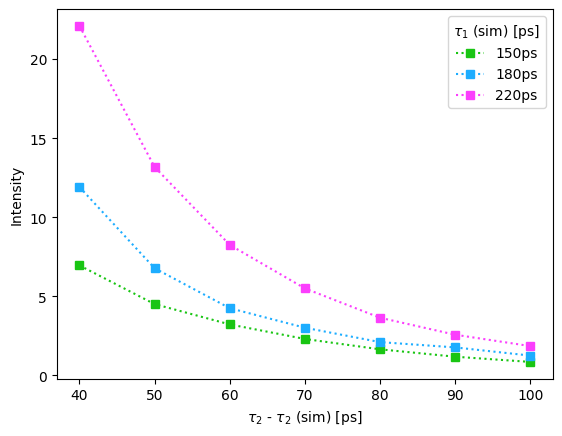 τ1 (sim) [ps]
150ps
180ps
220ps
Intensity
20
15
10
5
0
40 50 60 70 80 90 100
τ2 - τ2 (sim) [ps]